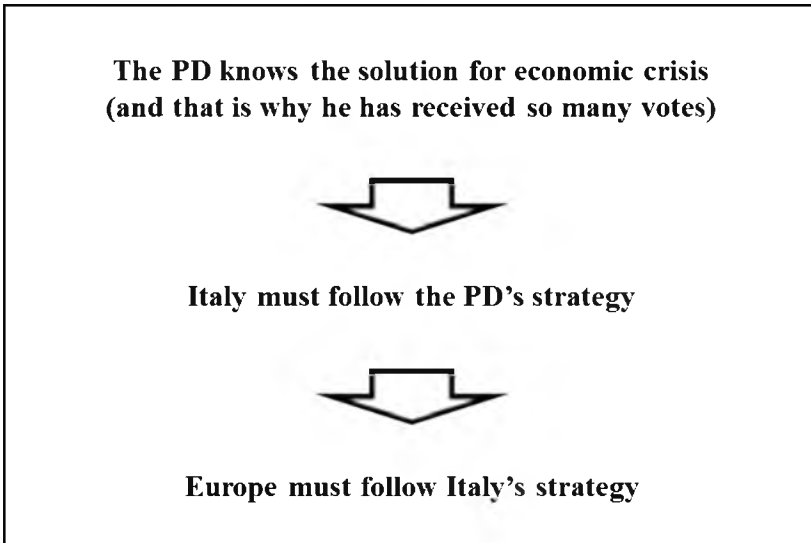 The PD knows the solution for economic crisis
(and that is why he has received so many votes)
Italy must follow the PD's strategy
Europe must follow Italy's strategy